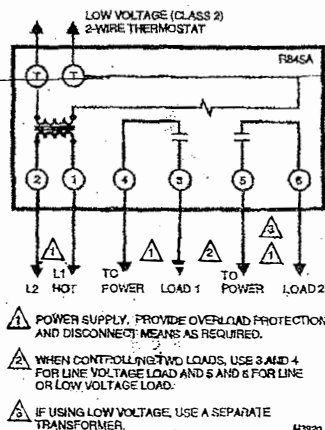 LOW VOLTAGE (CLASS 2)
2-WIRE THERMOSTAT
R845A
T T
2 1 4 3 5 6
1 1 2 3 1
L2 L1 HOT TO POWER LOAD 1 TO POWER LOAD 2
1 POWER SUPPLY, PROVIDE OVERLOAD PROTECTION
AND DISCONNECT MEANS AS REQUIRED.
2 WHEN CONTROLLING TWO LOADS, USE 3 AND 4
FOR LINE VOLTAGE LOAD AND 5 AND 6 FOR LINE
OR LOW VOLTAGE LOAD.
3 IF USING LOW VOLTAGE, USE A SEPARATE
TRANSFORMER.